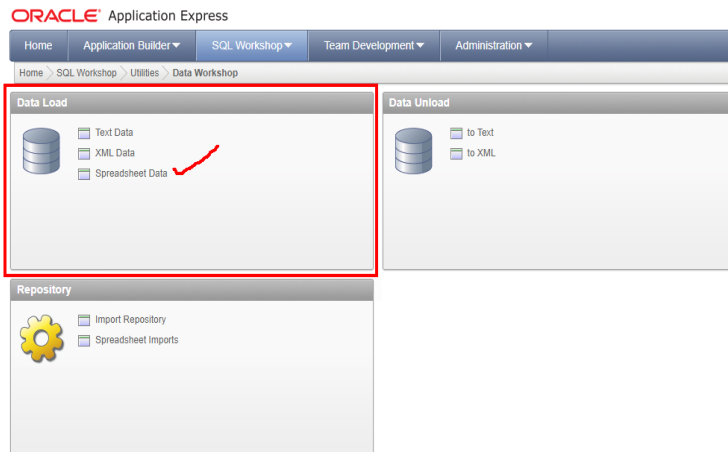 ORACLE Application Express
Home Application Builder SQL Workshop Team Development Administration
Home SQL Workshop Utilities Data Workshop
Data Load
Text Data
XML Data
Spreadsheet Data
Data Unload
to Text
to XML
Repository
Import Repository
Spreadsheet Imports